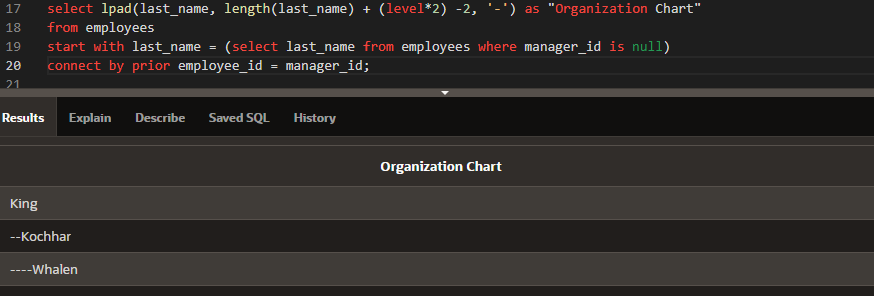 17 select lpad(last_name, length(last_name) + (level*2) -2, '-') as "Organization Chart"
18 from employees
19 start with last_name = (select last_name from employees where manager_id is null)
20 connect by prior employee_id = manager_id;
21
Results Explain Describe Saved SQL History
Organization Chart
King
--Kochhar
----Whalen